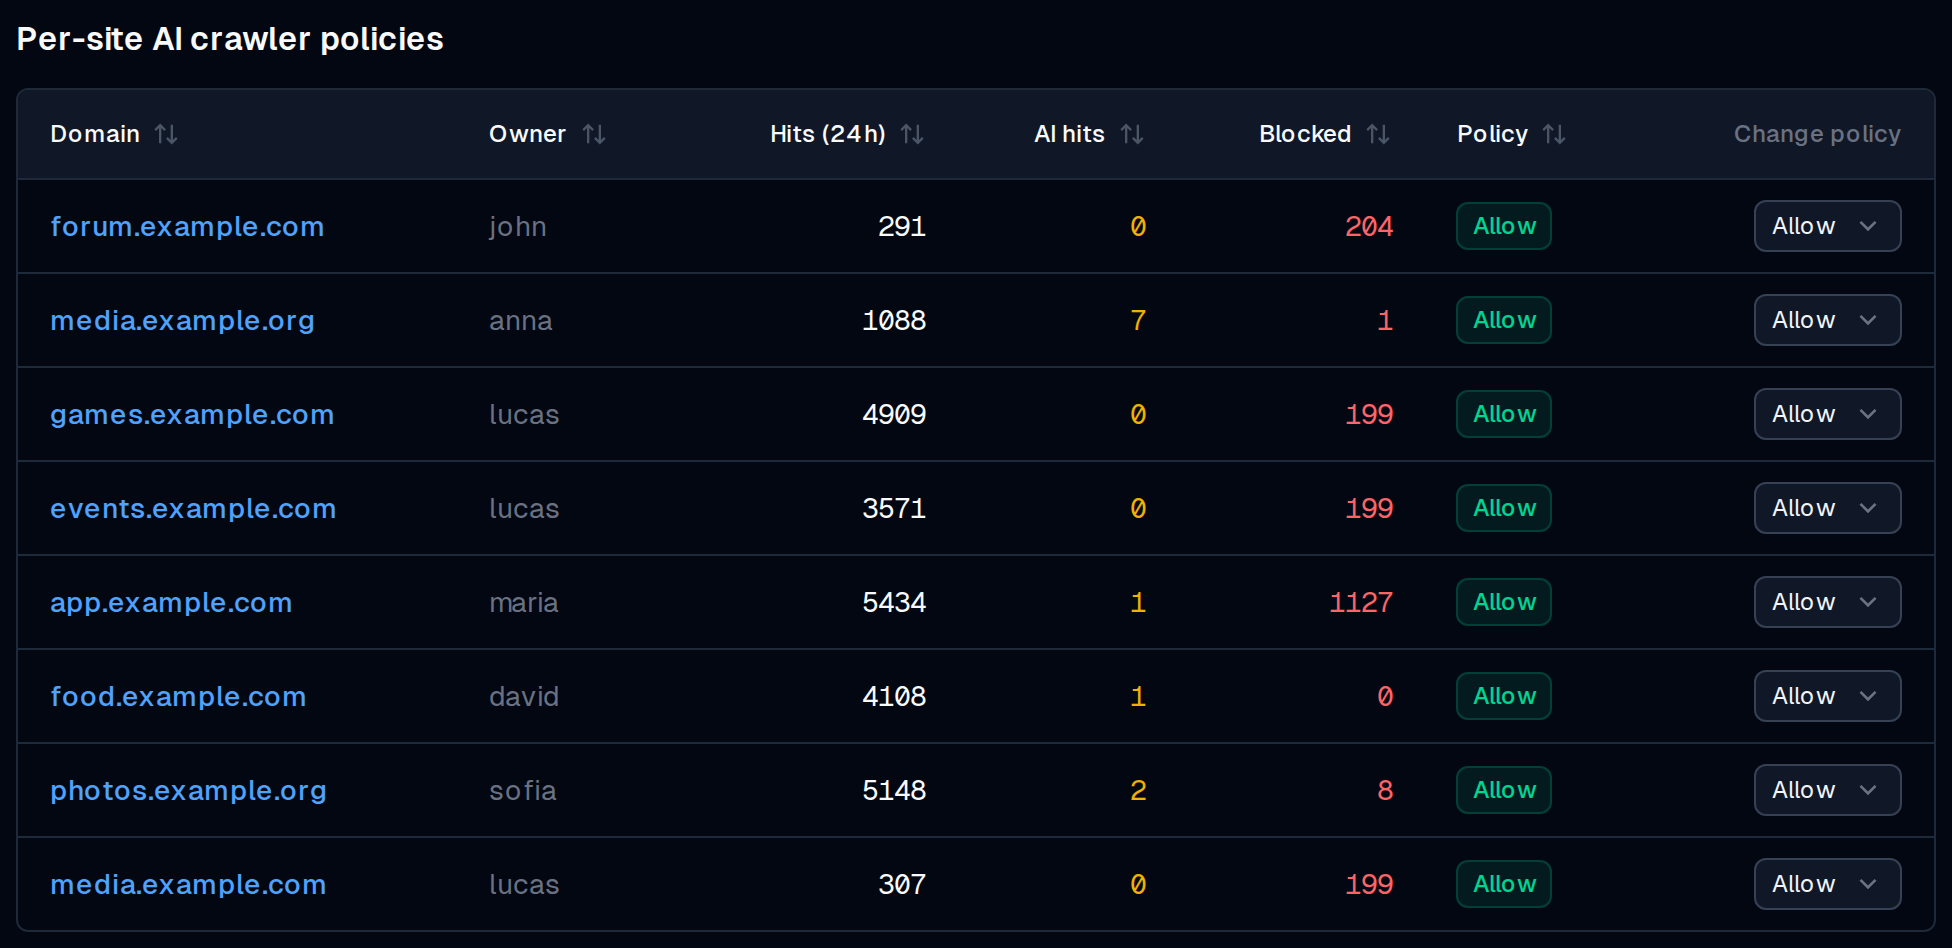 Per-site AI crawler policies
Domain Owner Hits (24h) AI hits Blocked Policy Change policy
forum.example.com john 291 0 204 Allow Allow
media.example.org anna 1088 7 1 Allow Allow
games.example.com lucas 4909 0 199 Allow Allow
events.example.com lucas 3571 0 199 Allow Allow
app.example.com maria 5434 1 1127 Allow Allow
food.example.com david 4108 1 0 Allow Allow
photos.example.org sofia 5148 2 8 Allow Allow
media.example.com lucas 307 0 199 Allow Allow